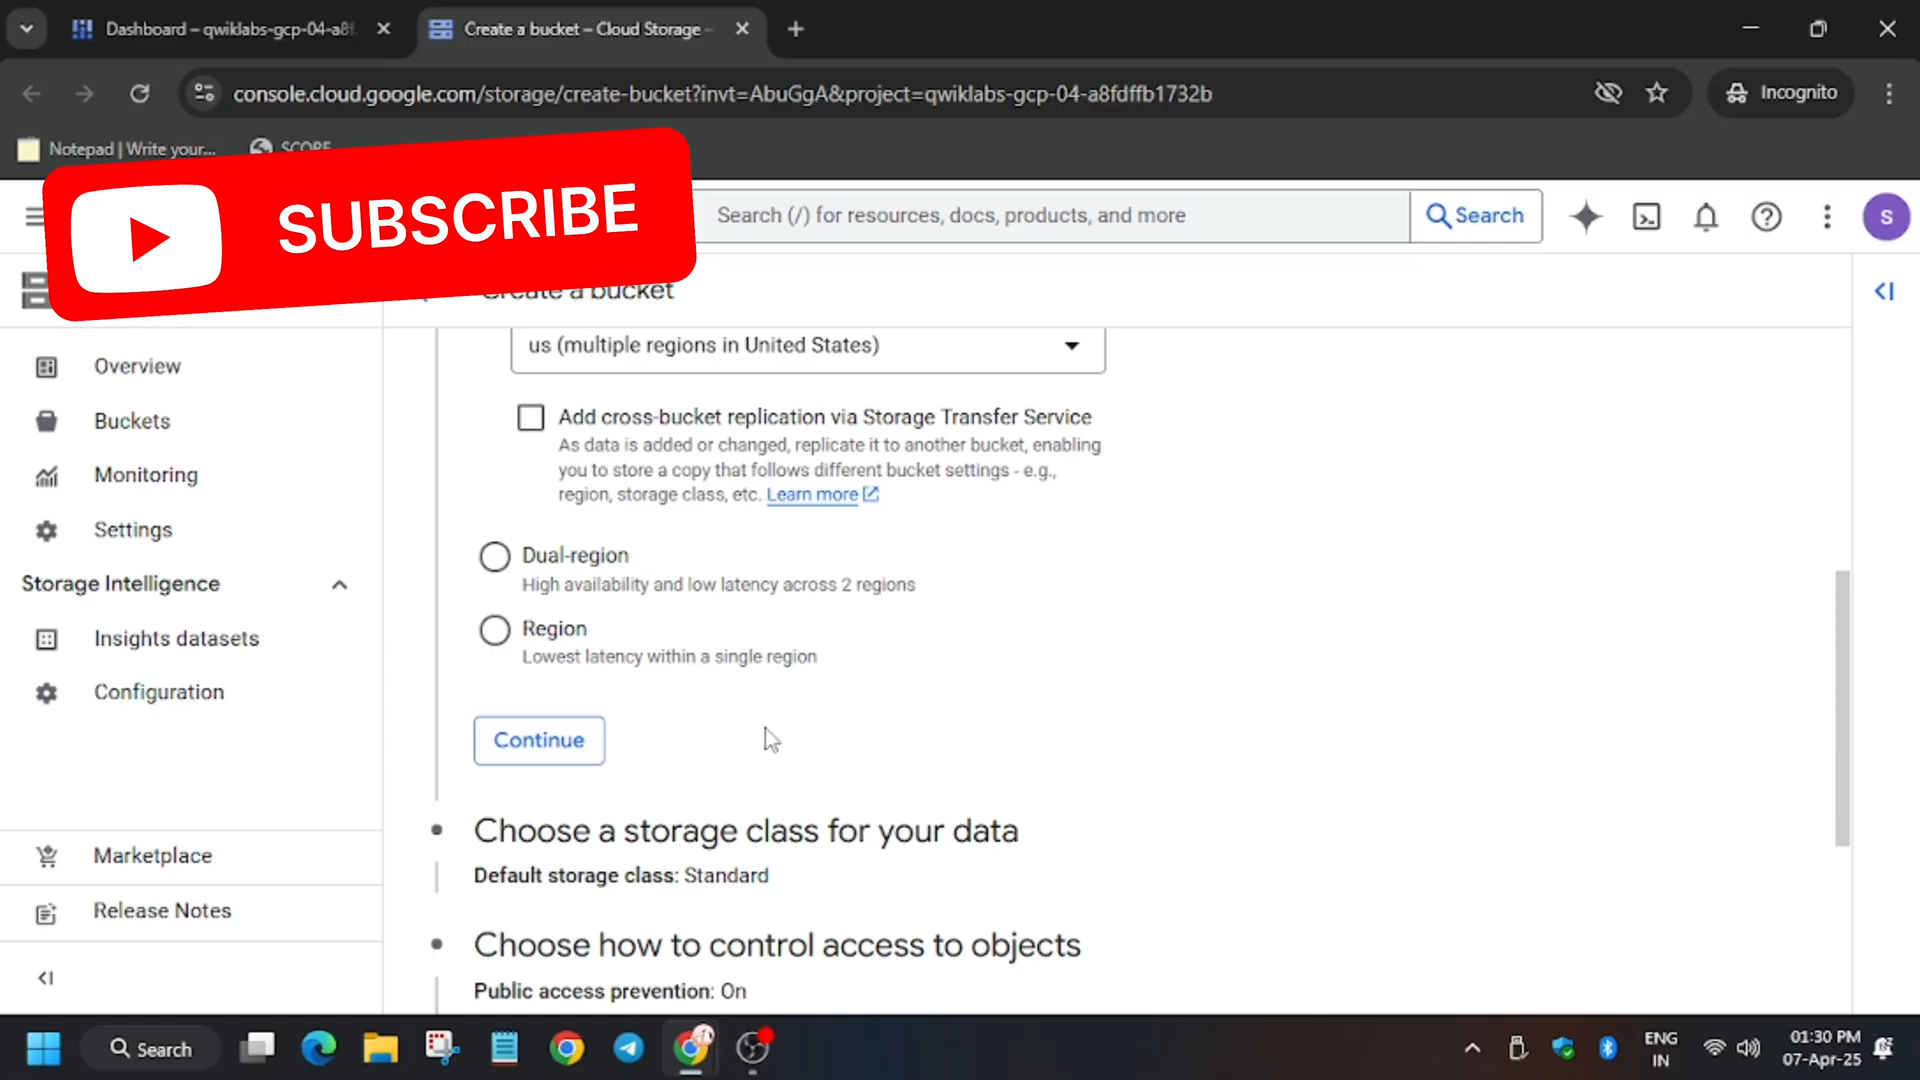 Dashboard – qwiklabs-gcp-04-a8f
Create a bucket – Cloud Storage –
console.cloud.google.com/storage/create-bucket?invt=AbuGgA&project=qwiklabs-gcp-04-a8fdffb1732b
Incognito
Notepad | Write your...
SCORE
SUBSCRIBE
Search (/) for resources, docs, products, and more
Search
S
Create a bucket
us (multiple regions in United States)
Overview
Add cross-bucket replication via Storage Transfer Service
Buckets
As data is added or changed, replicate it to another bucket, enabling
you to store a copy that follows different bucket settings - e.g.,
Monitoring
region, storage class, etc. Learn more
Settings
Dual-region
High availability and low latency across 2 regions
Storage Intelligence
Region
Insights datasets
Lowest latency within a single region
Configuration
Continue
Choose a storage class for your data
Marketplace
Default storage class: Standard
Release Notes
Choose how to control access to objects
Public access prevention: On
Search
ENG
IN
01:30 PM
07-Apr-25